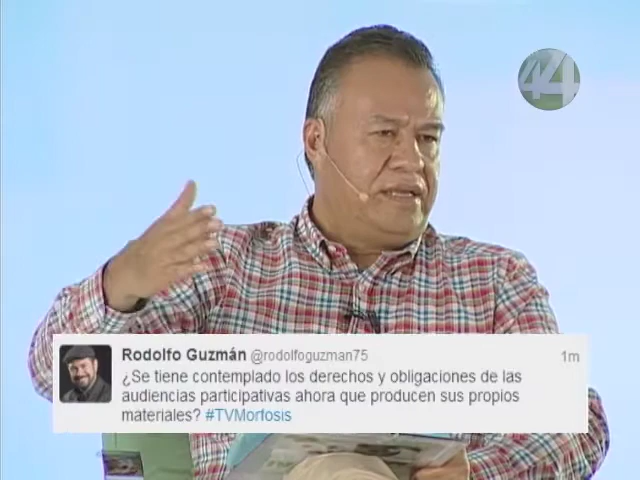 44
Rodolfo Guzmán @rodolfoguzman75 1m
¿Se tiene contemplado los derechos y obligaciones de las
audiencias participativas ahora que producen sus propios
materiales? #TVMorfosis